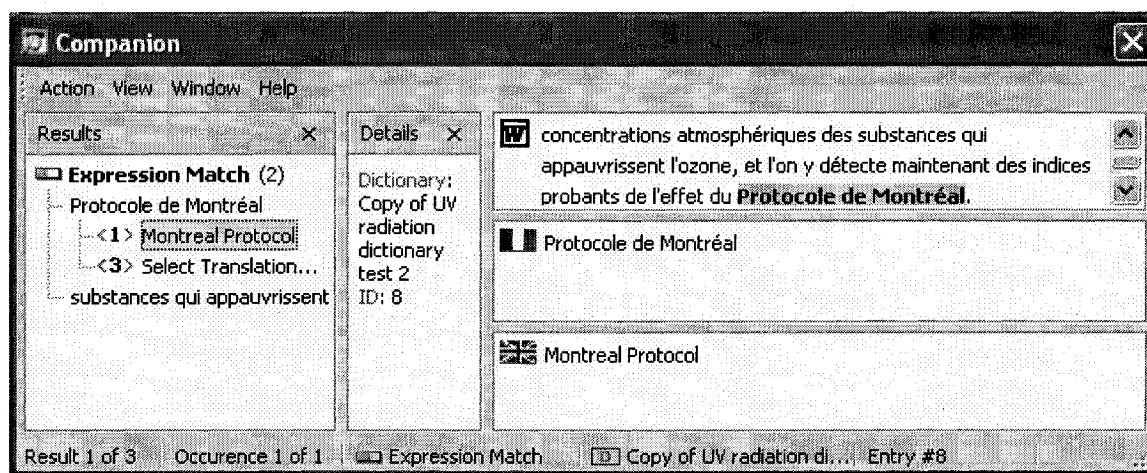 Companion
Action View Window Help
Results
Expression Match (2)
Protocole de Montréal
<1> Montreal Protocol
<3> Select Translation...
substances qui appauvrissent
Details
Dictionary:
Copy of UV
radiation
dictionary
test 2
ID: 8
W concentrations atmosphériques des substances qui
appauvrissent l'ozone, et l'on y détecte maintenant des indices
probants de l'effet du Protocole de Montréal.
Protocole de Montréal
Montreal Protocol
Result 1 of 3 Occurence 1 of 1 Expression Match D Copy of UV radiation di... Entry #8